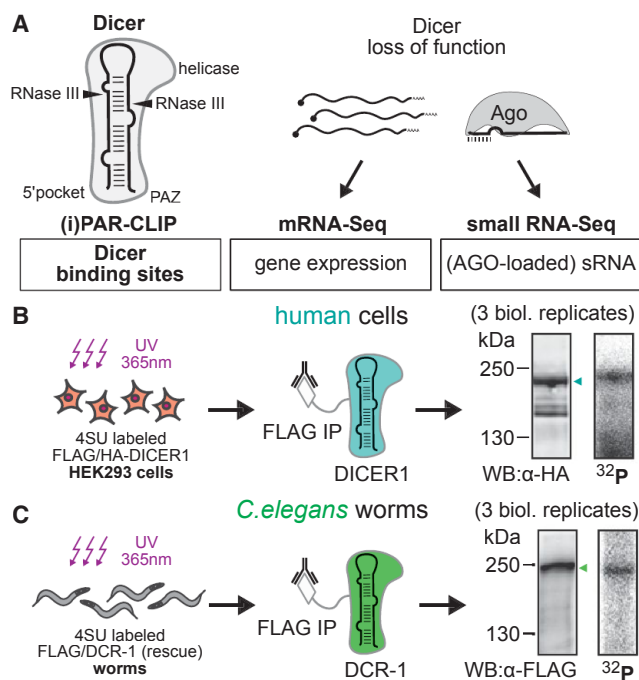 A
Dicer
helicase
RNase III
RNase III
5'pocket
PAZ
Dicer
loss of function
Ago
(i)PAR-CLIP
mRNA-Seq
small RNA-Seq
Dicer
binding sites
gene expression
(AGO-loaded) sRNA
B
human cells
(3 biol. replicates)
UV
365nm
4SU labeled
FLAG/HA-DICER1
HEK293 cells
FLAG IP
DICER1
kDa
250
130
WB:α-HA
32P
C
C.elegans worms
(3 biol. replicates)
UV
365nm
4SU labeled
FLAG/DCR-1 (rescue)
worms
FLAG IP
DCR-1
kDa
250
130
WB:α-FLAG
32P